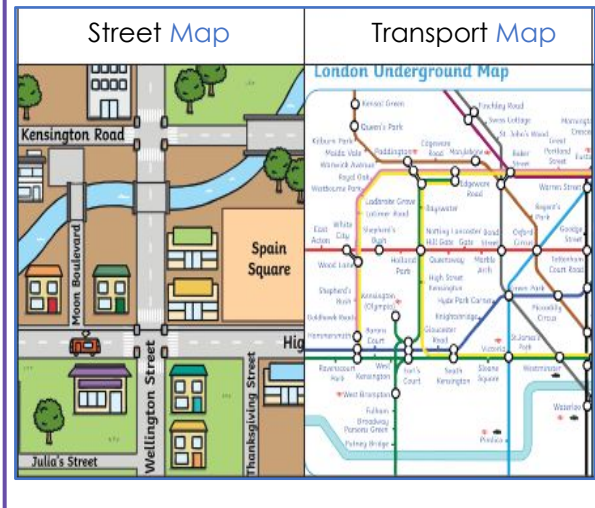 Street Map
Transport Map
Kensington Road
Moon Boulevard
Spain
Square
Hig
Wellington Street
Thanksgiving Street
Julia's Street
London Underground Map
Kensal Green
Queen's Park
Kilburn Park
Maida Vale
Warwick Avenue
Royal Oak
Westbourne Park
Paddington
Edgware
Road
Marylebone
Finchley Road
Swiss Cottage
St. John's Wood
Baker
Street
Great
Portland
Street
Warren Street
Edgware
Road
Ladbroke Grove
Latimer Road
Bayswater
Regent's
Park
East
Acton
White
City
Shepherd's
Bush
Notting
Hill Gate
Lancaster
Gate
Bond
Street
Oxford
Circus
Goodge
Street
Wood Lane
Holland
Park
Queensway
Marble
Arch
Tottenham
Court Road
High Street
Kensington
Shepherd's
Bush
Kensington
(Olympia)
Hyde Park Corner
Green Park
Piccadilly
Circus
Goldhawk Road
Knightsbridge
Hammersmith
Barons
Court
Gloucester
Road
Victoria
St.James's
Park
Ravenscourt
Park
West
Kensington
Earl's
Court
South
Kensington
Sloane
Square
Westminster
West Brompton
Waterloo
Fulham
Broadway
Parsons Green
Putney Bridge
Pimlico